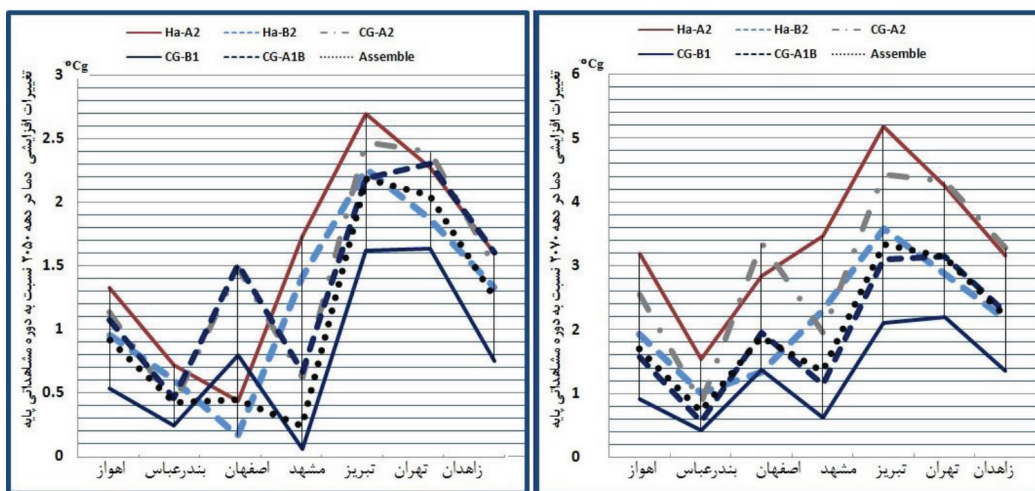 Ha-A2 Ha-B2 CG-A2
CG-B1 CG-A1B Assemble
°Cg
تغییرات افزایشی دما در دهه ۲۰۵۰ نسبت به دوره مشاهداتی پایه
3
2.5
2
1.5
1
0.5
0
اهواز بندرعباس اصفهان مشهد تبریز تهران زاهدان
Ha-A2 Ha-B2 CG-A2
CG-B1 CG-A1B Assemble
°Cg
تغییرات افزایشی دما در دهه ۲۰۷۰ نسبت به دوره مشاهداتی پایه
6
5
4
3
2
1
0
اهواز بندرعباس اصفهان مشهد تبریز تهران زاهدان